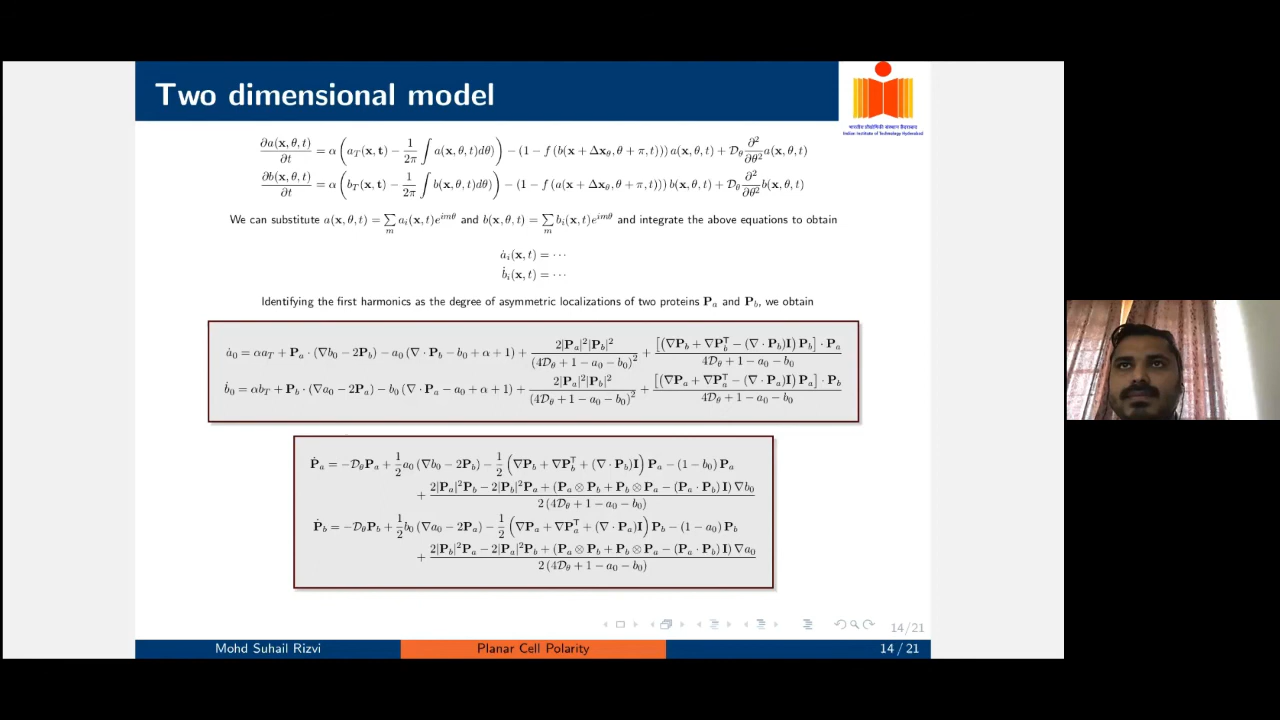 Two dimensional model
भारतीय प्रौद्योगिकी संस्थान हैदराबाद
Indian Institute of Technology Hyderabad
∂a(x, θ, t)/∂t = α (a_T(x, t) − 1/2π ∫ a(x, θ, t)dθ)) − (1 − f (b(x + Δx_θ, θ + π, t))) a(x, θ, t) + D_θ ∂²/∂θ² a(x, θ, t)
∂b(x, θ, t)/∂t = α (b_T(x, t) − 1/2π ∫ b(x, θ, t)dθ)) − (1 − f (a(x + Δx_θ, θ + π, t))) b(x, θ, t) + D_θ ∂²/∂θ² b(x, θ, t)
We can substitute a(x, θ, t) = ∑_m a_i(x, t)e^{imθ} and b(x, θ, t) = ∑_m b_i(x, t)e^{imθ} and integrate the above equations to obtain
ȧ_i(x, t) = ···
ḃ_i(x, t) = ···
Identifying the first harmonics as the degree of asymmetric localizations of two proteins P_a and P_b, we obtain
ȧ_0 = αa_T + P_a · (∇b_0 − 2P_b) − a_0 (∇ · P_b − b_0 + α + 1) + 2|P_a|²|P_b|²/(4D_θ + 1 − a_0 − b_0)² + [(∇P_b + ∇P_b^T − (∇ · P_b)I) P_b] · P_a/4D_θ + 1 − a_0 − b_0
ḃ_0 = αb_T + P_b · (∇a_0 − 2P_a) − b_0 (∇ · P_a − a_0 + α + 1) + 2|P_a|²|P_b|²/(4D_θ + 1 − a_0 − b_0)² + [(∇P_a + ∇P_a^T − (∇ · P_a)I) P_a] · P_b/4D_θ + 1 − a_0 − b_0
Ṗ_a = −D_θP_a + 1/2 a_0 (∇b_0 − 2P_b) − 1/2 (∇P_b + ∇P_b^T + (∇ · P_b)I) P_a − (1 − b_0) P_a
+ 2|P_a|²P_b − 2|P_b|²P_a + (P_a ⊗ P_b + P_b ⊗ P_a − (P_a · P_b) I) ∇b_0/2 (4D_θ + 1 − a_0 − b_0)
Ṗ_b = −D_θP_b + 1/2 b_0 (∇a_0 − 2P_a) − 1/2 (∇P_a + ∇P_a^T + (∇ · P_a)I) P_b − (1 − a_0) P_b
+ 2|P_b|²P_a − 2|P_a|²P_b + (P_a ⊗ P_b + P_b ⊗ P_a − (P_a · P_b) I) ∇a_0/2 (4D_θ + 1 − a_0 − b_0)
14/21
Mohd Suhail Rizvi
Planar Cell Polarity
14 / 21